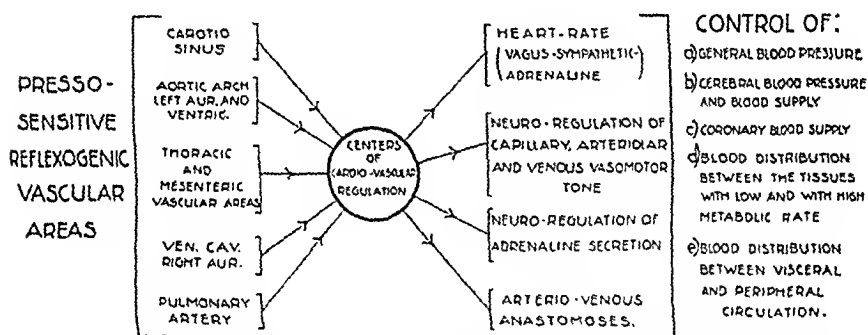 PRESSO-
SENSITIVE
REFLEXOGENIC
VASCULAR
AREAS
CAROTID
SINUS
AORTIC ARCH
LEFT AUR. AND
VENTRIC.
THORACIC
AND
MESENTERIC
VASCULAR AREAS
VEN. CAV.
RIGHT AUR.
PULMONARY
ARTERY
CENTERS
OF
CARDIO-VASCULAR
REGULATION
HEART-RATE
(VAGUS-SYMPATHETIC-
ADRENALINE
NEURO-REGULATION OF
CAPILLARY, ARTERIOLAR
AND VENOUS VASOMOTOR
TONE
NEURO-REGULATION OF
ADRENALINE SECRETION
ARTERIO-VENOUS
ANASTOMOSES.
CONTROL OF:
a) GENERAL BLOOD PRESSURE
b) CEREBRAL BLOOD PRESSURE
AND BLOOD SUPPLY
c) CORONARY BLOOD SUPPLY
d) BLOOD DISTRIBUTION
BETWEEN THE TISSUES
WITH LOW AND WITH HIGH
METABOLIC RATE
e) BLOOD DISTRIBUTION
BETWEEN VISCERAL
AND PERIPHERAL
CIRCULATION.